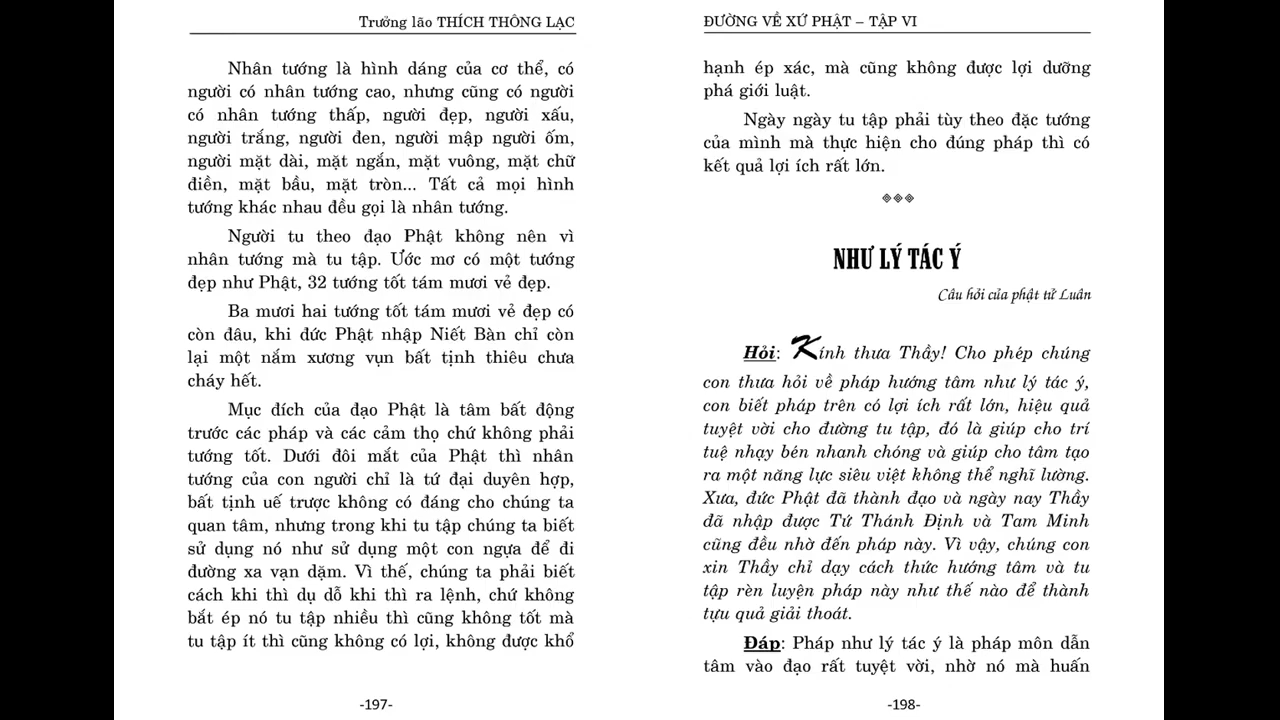 Trưởng lão THÍCH THÔNG LẠC
Nhân tướng là hình dáng của cơ thể, có
người có nhân tướng cao, nhưng cũng có người
có nhân tướng thấp, người đẹp, người xấu,
người trắng, người đen, người mập người ốm,
người mặt dài, mặt ngắn, mặt vuông, mặt chữ
điền, mặt bầu, mặt tròn... Tất cả mọi hình
tướng khác nhau đều gọi là nhân tướng.
Người tu theo đạo Phật không nên vì
nhân tướng mà tu tập. Ước mơ có một tướng
đẹp như Phật, 32 tướng tốt tám mươi vẻ đẹp.
Ba mươi hai tướng tốt tám mươi vẻ đẹp có
còn đâu, khi đức Phật nhập Niết Bàn chỉ còn
lại một nắm xương vụn bất tịnh thiêu chưa
cháy hết.
Mục đích của đạo Phật là tâm bất động
trước các pháp và các cảm thọ chứ không phải
tướng tốt. Dưới đôi mắt của Phật thì nhân
tướng của con người chỉ là tứ đại duyên hợp,
bất tịnh uế trược không có đáng cho chúng ta
quan tâm, nhưng trong khi tu tập chúng ta biết
sử dụng nó như sử dụng một con ngựa để đi
đường xa vạn dặm. Vì thế, chúng ta phải biết
cách khi thì dụ dỗ khi thì ra lệnh, chứ không
bắt ép nó tu tập nhiều thì cũng không tốt mà
tu tập ít thì cũng không có lợi, không được khổ
-197-
ĐƯỜNG VỀ XỨ PHẬT – TẬP VI
hạnh ép xác, mà cũng không được lợi dưỡng
phá giới luật.
Ngày ngày tu tập phải tùy theo đặc tướng
của mình mà thực hiện cho đúng pháp thì có
kết quả lợi ích rất lớn.
NHƯ LÝ TÁC Ý
Câu hỏi của phật tử Luân
Hỏi: Kính thưa Thầy! Cho phép chúng
con thưa hỏi về pháp hướng tâm như lý tác ý,
con biết pháp trên có lợi ích rất lớn, hiệu quả
tuyệt vời cho đường tu tập, đó là giúp cho trí
tuệ nhạy bén nhanh chóng và giúp cho tâm tạo
ra một năng lực siêu việt không thể nghĩ lường.
Xưa, đức Phật đã thành đạo và ngày nay Thầy
đã nhập được Tứ Thánh Định và Tam Minh
cũng đều nhờ đến pháp này. Vì vậy, chúng con
xin Thầy chỉ dạy cách thức hướng tâm và tu
tập rèn luyện pháp này như thế nào để thành
tựu quả giải thoát.
Đáp: Pháp như lý tác ý là pháp môn dẫn
tâm vào đạo rất tuyệt vời, nhờ nó mà huấn
-198-